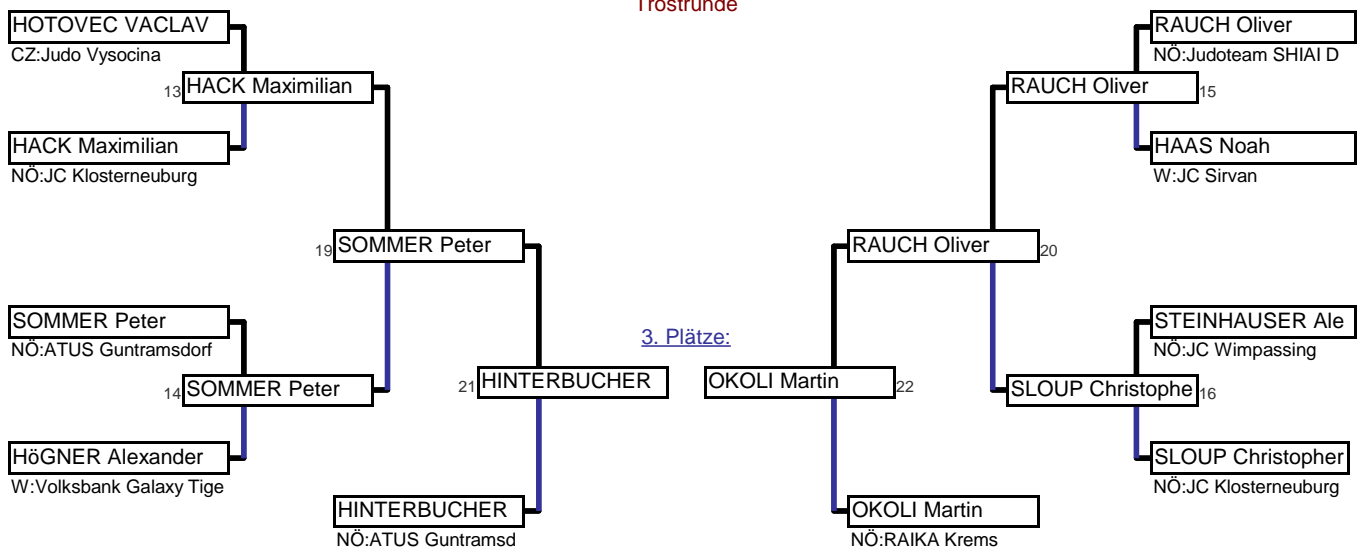 Trostrunde
HOTOVEC VACLAV
CZ:Judo Vysocina
13 HACK Maximilian
HACK Maximilian
NÖ:JC Klosterneuburg
19 SOMMER Peter
SOMMER Peter
NÖ:ATUS Guntramsdorf
14 SOMMER Peter
HöGNER Alexander
W:Volksbank Galaxy Tige
21 HINTERBUCHER
HINTERBUCHER
NÖ:ATUS Guntramsd
3. Plätze:
RAUCH Oliver
NÖ:Judoteam SHIAI D
RAUCH Oliver 15
HAAS Noah
W:JC Sirvan
RAUCH Oliver 20
STEINHAUSER Ale
NÖ:JC Wimpassing
SLOUP Christophe 16
SLOUP Christopher
NÖ:JC Klosterneuburg
OKOLI Martin 22
OKOLI Martin
NÖ:RAIKA Krems